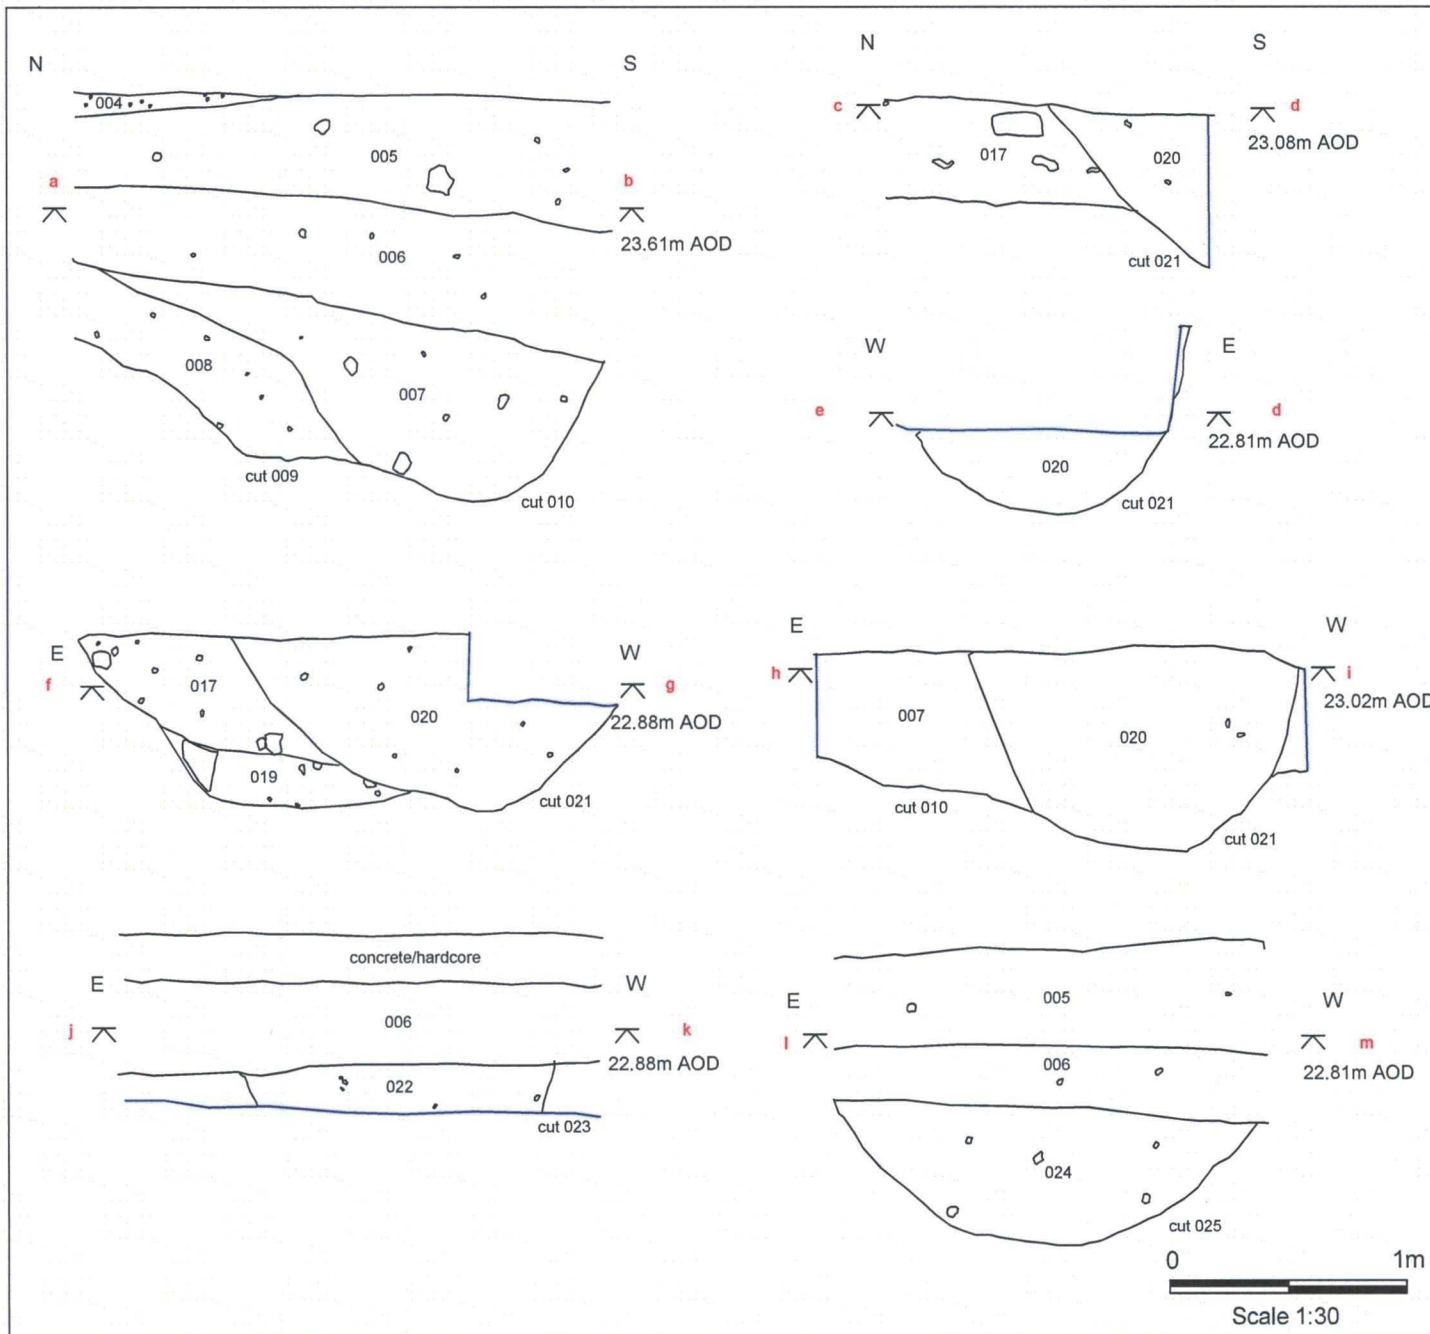 N
S
004
005
a
b
23.61m AOD
006
008
007
cut 009
cut 010
N
S
c
d
23.08m AOD
017
020
cut 021
W
E
e
d
22.81m AOD
020
cut 021
E
W
f
g
22.88m AOD
017
020
019
cut 021
E
W
h
i
23.02m AOD
007
020
cut 010
cut 021
concrete/hardcore
E
W
j
k
22.88m AOD
006
022
cut 023
005
E
W
l
m
22.81m AOD
006
024
cut 025
0
1m
Scale 1:30